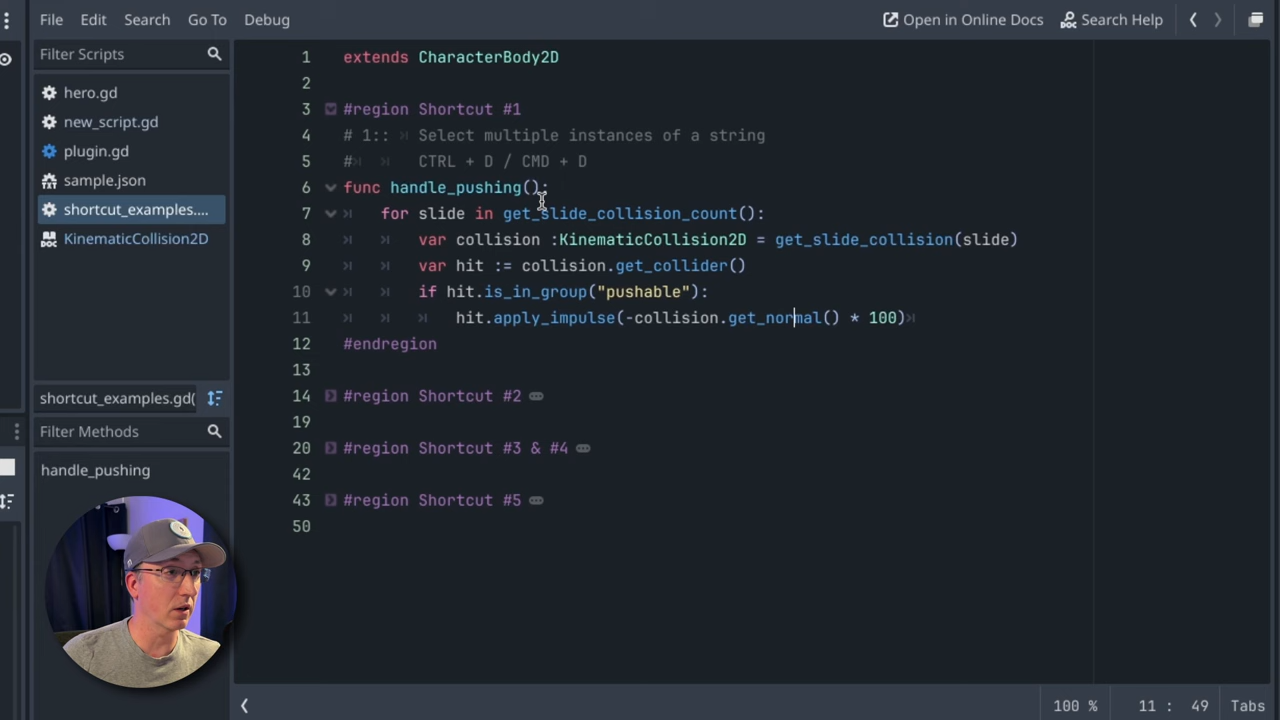 File Edit Search Go To Debug Open in Online Docs Search Help
Filter Scripts
hero.gd
new_script.gd
plugin.gd
sample.json
shortcut_examples....
KinematicCollision2D
shortcut_examples.gd(
Filter Methods
handle_pushing
1 extends CharacterBody2D
2
3 #region Shortcut #1
4 # 1:: Select multiple instances of a string
5 # CTRL + D / CMD + D
6 func handle_pushing():
7 for slide in get_slide_collision_count():
8 var collision :KinematicCollision2D = get_slide_collision(slide)
9 var hit := collision.get_collider()
10 if hit.is_in_group("pushable"):
11 hit.apply_impulse(-collision.get_normal() * 100)
12 #endregion
13
14 #region Shortcut #2
19
20 #region Shortcut #3 & #4
42
43 #region Shortcut #5
50
100 % 11 : 49 Tabs